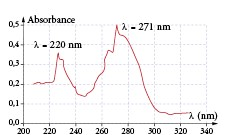 Absorbance
0,5
λ = 271 nm
0,4
λ = 220 nm
0,3
0,2
0,1
0,0
λ (nm)
200 220 240 260 280 300 320 340